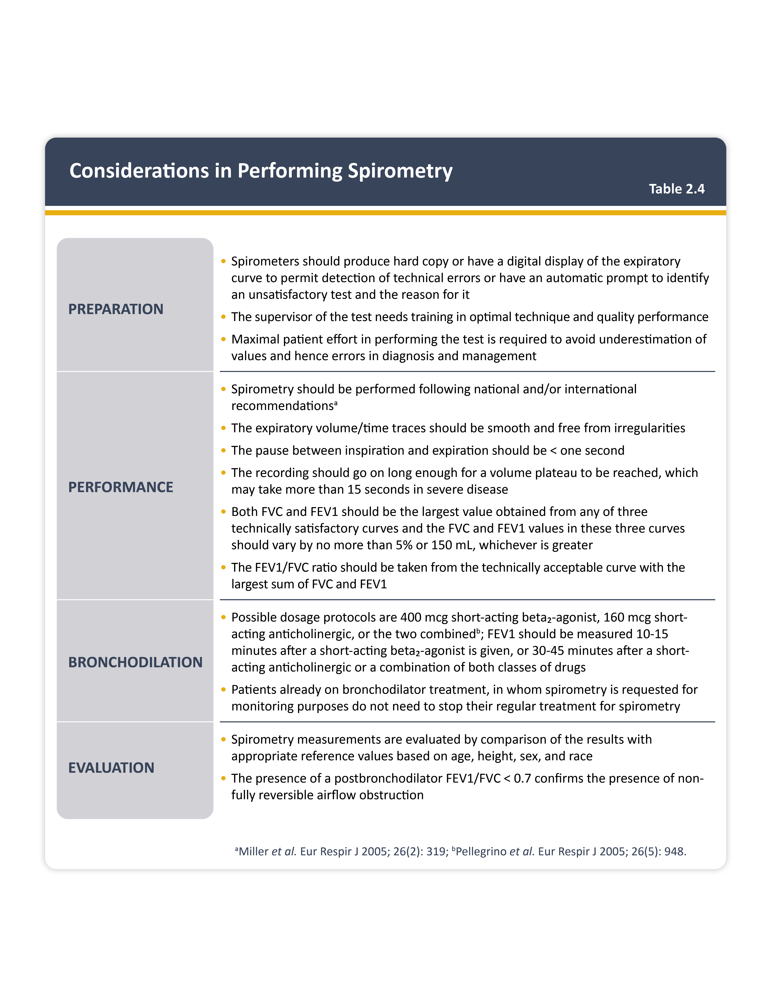 Considerations in Performing Spirometry
Table 2.4
PREPARATION
• Spirometers should produce hard copy or have a digital display of the expiratory
curve to permit detection of technical errors or have an automatic prompt to identify
an unsatisfactory test and the reason for it
• The supervisor of the test needs training in optimal technique and quality performance
• Maximal patient effort in performing the test is required to avoid underestimation of
values and hence errors in diagnosis and management
PERFORMANCE
• Spirometry should be performed following national and/or international
recommendationsᵃ
• The expiratory volume/time traces should be smooth and free from irregularities
• The pause between inspiration and expiration should be < one second
• The recording should go on long enough for a volume plateau to be reached, which
may take more than 15 seconds in severe disease
• Both FVC and FEV1 should be the largest value obtained from any of three
technically satisfactory curves and the FVC and FEV1 values in these three curves
should vary by no more than 5% or 150 mL, whichever is greater
• The FEV1/FVC ratio should be taken from the technically acceptable curve with the
largest sum of FVC and FEV1
BRONCHODILATION
• Possible dosage protocols are 400 mcg short-acting beta₂-agonist, 160 mcg short-
acting anticholinergic, or the two combinedᵇ; FEV1 should be measured 10-15
minutes after a short-acting beta₂-agonist is given, or 30-45 minutes after a short-
acting anticholinergic or a combination of both classes of drugs
• Patients already on bronchodilator treatment, in whom spirometry is requested for
monitoring purposes do not need to stop their regular treatment for spirometry
EVALUATION
• Spirometry measurements are evaluated by comparison of the results with
appropriate reference values based on age, height, sex, and race
• The presence of a postbronchodilator FEV1/FVC < 0.7 confirms the presence of non-
fully reversible airflow obstruction
ᵃMiller et al. Eur Respir J 2005; 26(2): 319; ᵇPellegrino et al. Eur Respir J 2005; 26(5): 948.